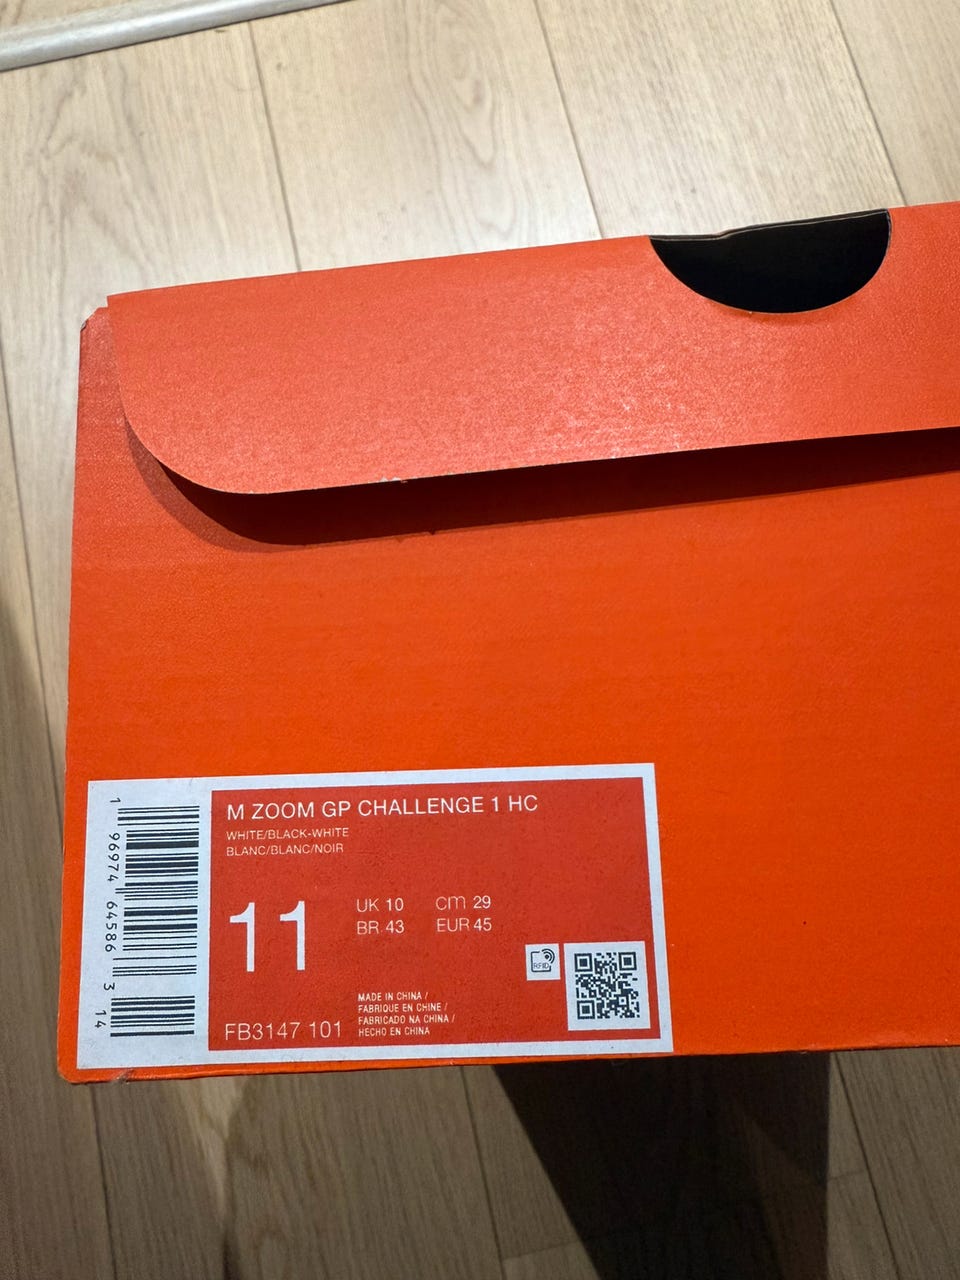 M ZOOM GP CHALLENGE 1 HC
WHITE/BLACK-WHITE
BLANC/BLANC/NOIR
11
UK 10 cm 29
BR 43 EUR 45
RFID
MADE IN CHINA /
FABRIQUE EN CHINE /
FABRICADO NA CHINA /
HECHO EN CHINA
FB3147 101
1 96974 64586 3 14